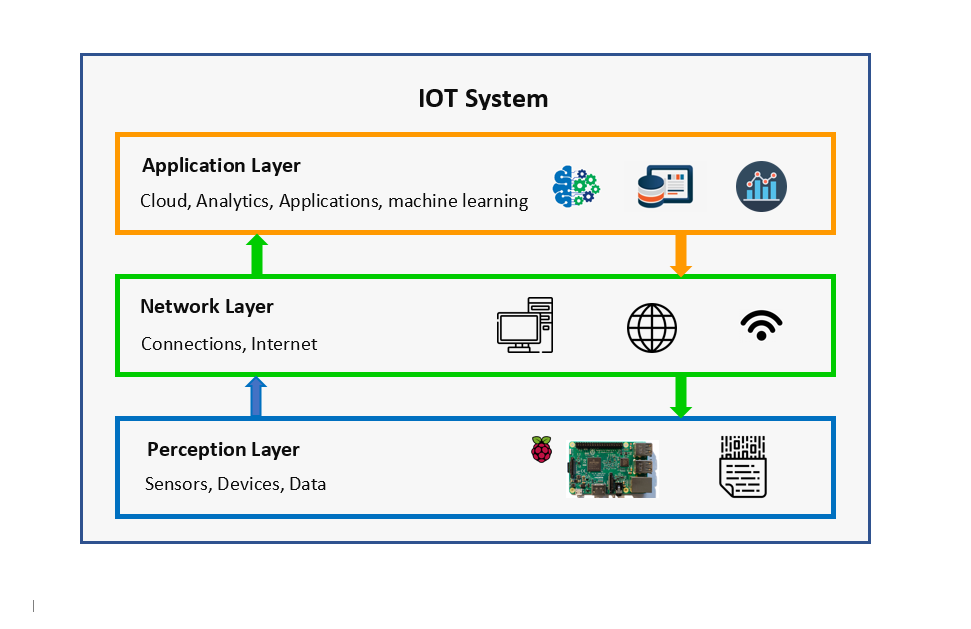 IOT System
Application Layer
Cloud, Analytics, Applications, machine learning
Network Layer
Connections, Internet
Perception Layer
Sensors, Devices, Data